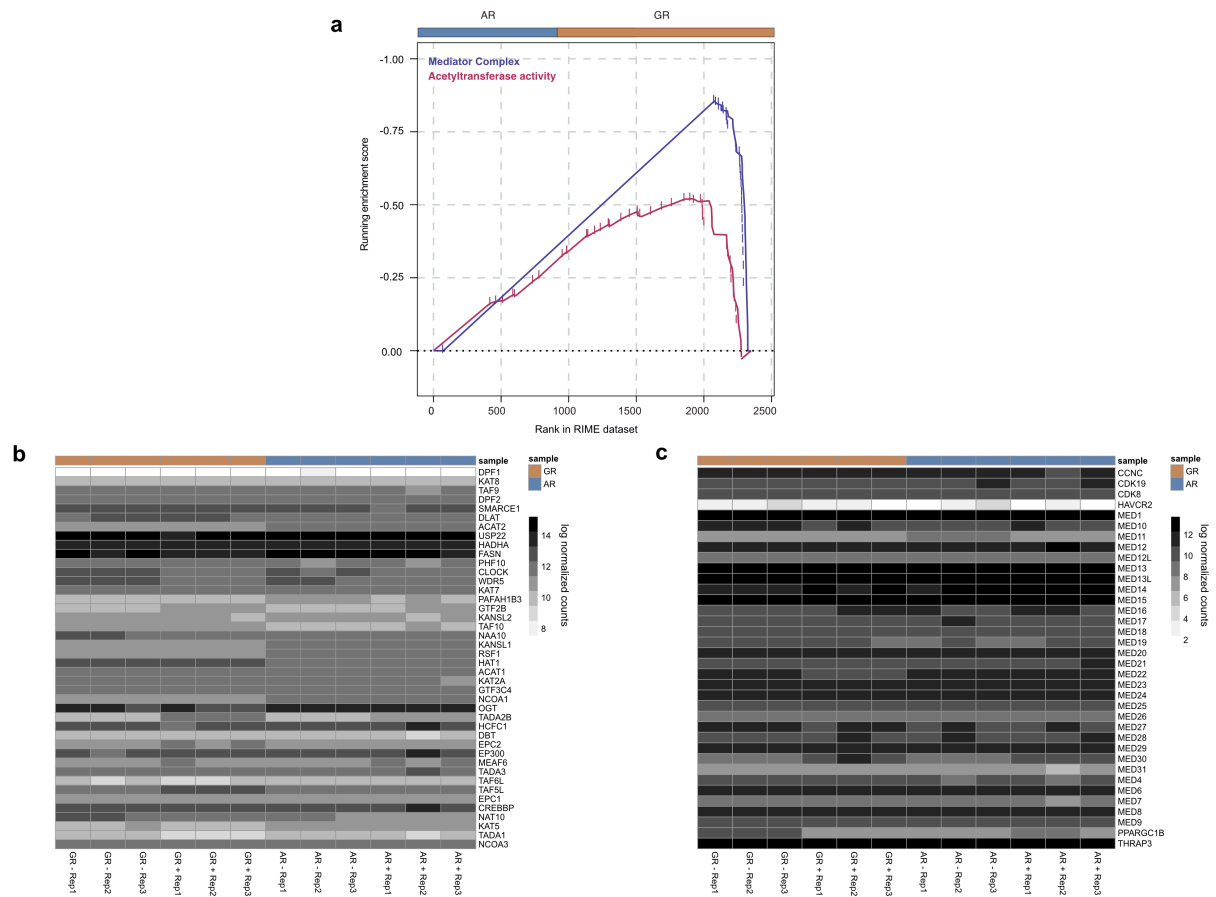 a
AR
GR
Mediator Complex
Acetyltransferase activity
Running enrichment score
-1.00
-0.75
-0.50
-0.25
0.00
0
500
1000
1500
2000
2500
Rank in RIME dataset
b
sample
DPF1
KAT8
TAF9
DPF2
SMARCE1
DLAT
ACAT2
USP22
HADHA
FASN
PHF10
CLOCK
WDR5
KAT7
PAFAH1B3
GTF2B
KANSL2
TAF10
NAA10
KANSL1
RSF1
HAT1
ACAT1
KAT2A
GTF3C4
NCOA1
OGT
TADA2B
HCFC1
DBT
EPC2
EP300
MEAF6
TADA3
TAF6L
TAF5L
EPC1
CREBBP
NAT10
KAT5
TADA1
NCOA3
GR - Rep1
GR - Rep2
GR - Rep3
GR + Rep1
GR + Rep2
GR + Rep3
AR - Rep1
AR - Rep2
AR - Rep3
AR + Rep1
AR + Rep2
AR + Rep3
sample
GR
AR
14
12
10
8
log normalized counts
c
sample
CCNC
CDK19
CDK8
HAVCR2
MED1
MED10
MED11
MED12
MED12L
MED13
MED13L
MED14
MED15
MED16
MED17
MED18
MED19
MED20
MED21
MED22
MED23
MED24
MED25
MED26
MED27
MED28
MED29
MED30
MED31
MED4
MED6
MED7
MED8
MED9
PPARGC1B
THRAP3
GR - Rep1
GR - Rep2
GR - Rep3
GR + Rep1
GR + Rep2
GR + Rep3
AR - Rep1
AR - Rep2
AR - Rep3
AR + Rep1
AR + Rep2
AR + Rep3
sample
GR
AR
12
10
8
6
4
2
log normalized counts